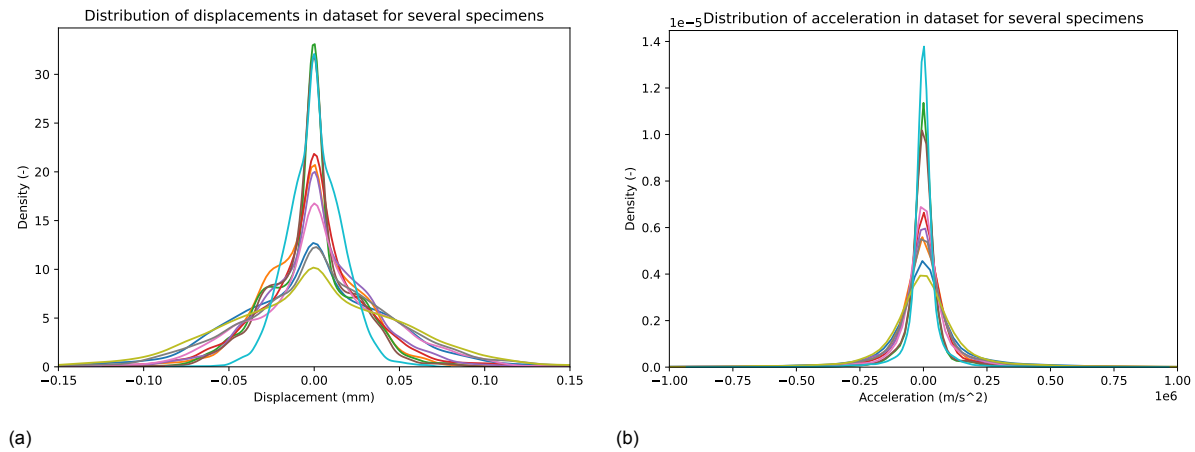 Distribution of displacements in dataset for several specimens
30
25
20
15
10
5
0
Density (-)
−0.15 −0.10 −0.05 0.00 0.05 0.10 0.15
Displacement (mm)
(a)
1e−5
Distribution of acceleration in dataset for several specimens
1.4
1.2
1.0
0.8
0.6
0.4
0.2
0.0
Density (-)
−1.00 −0.75 −0.50 −0.25 0.00 0.25 0.50 0.75 1.00
Acceleration (m/s^2)
1e6
(b)